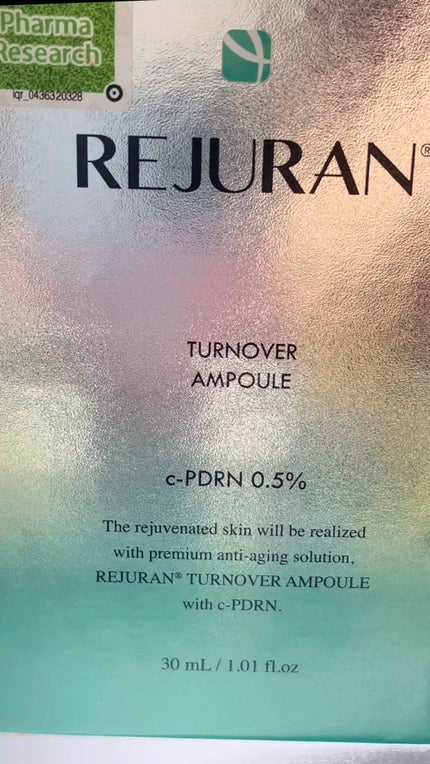 Pharma
Research
iqr_0436320328
REJURAN®
TURNOVER
AMPOULE
c-PDRN 0.5%
The rejuvenated skin will be realized
with premium anti-aging solution,
REJURAN® TURNOVER AMPOULE
with c-PDRN.
30 mL / 1.01 fl.oz